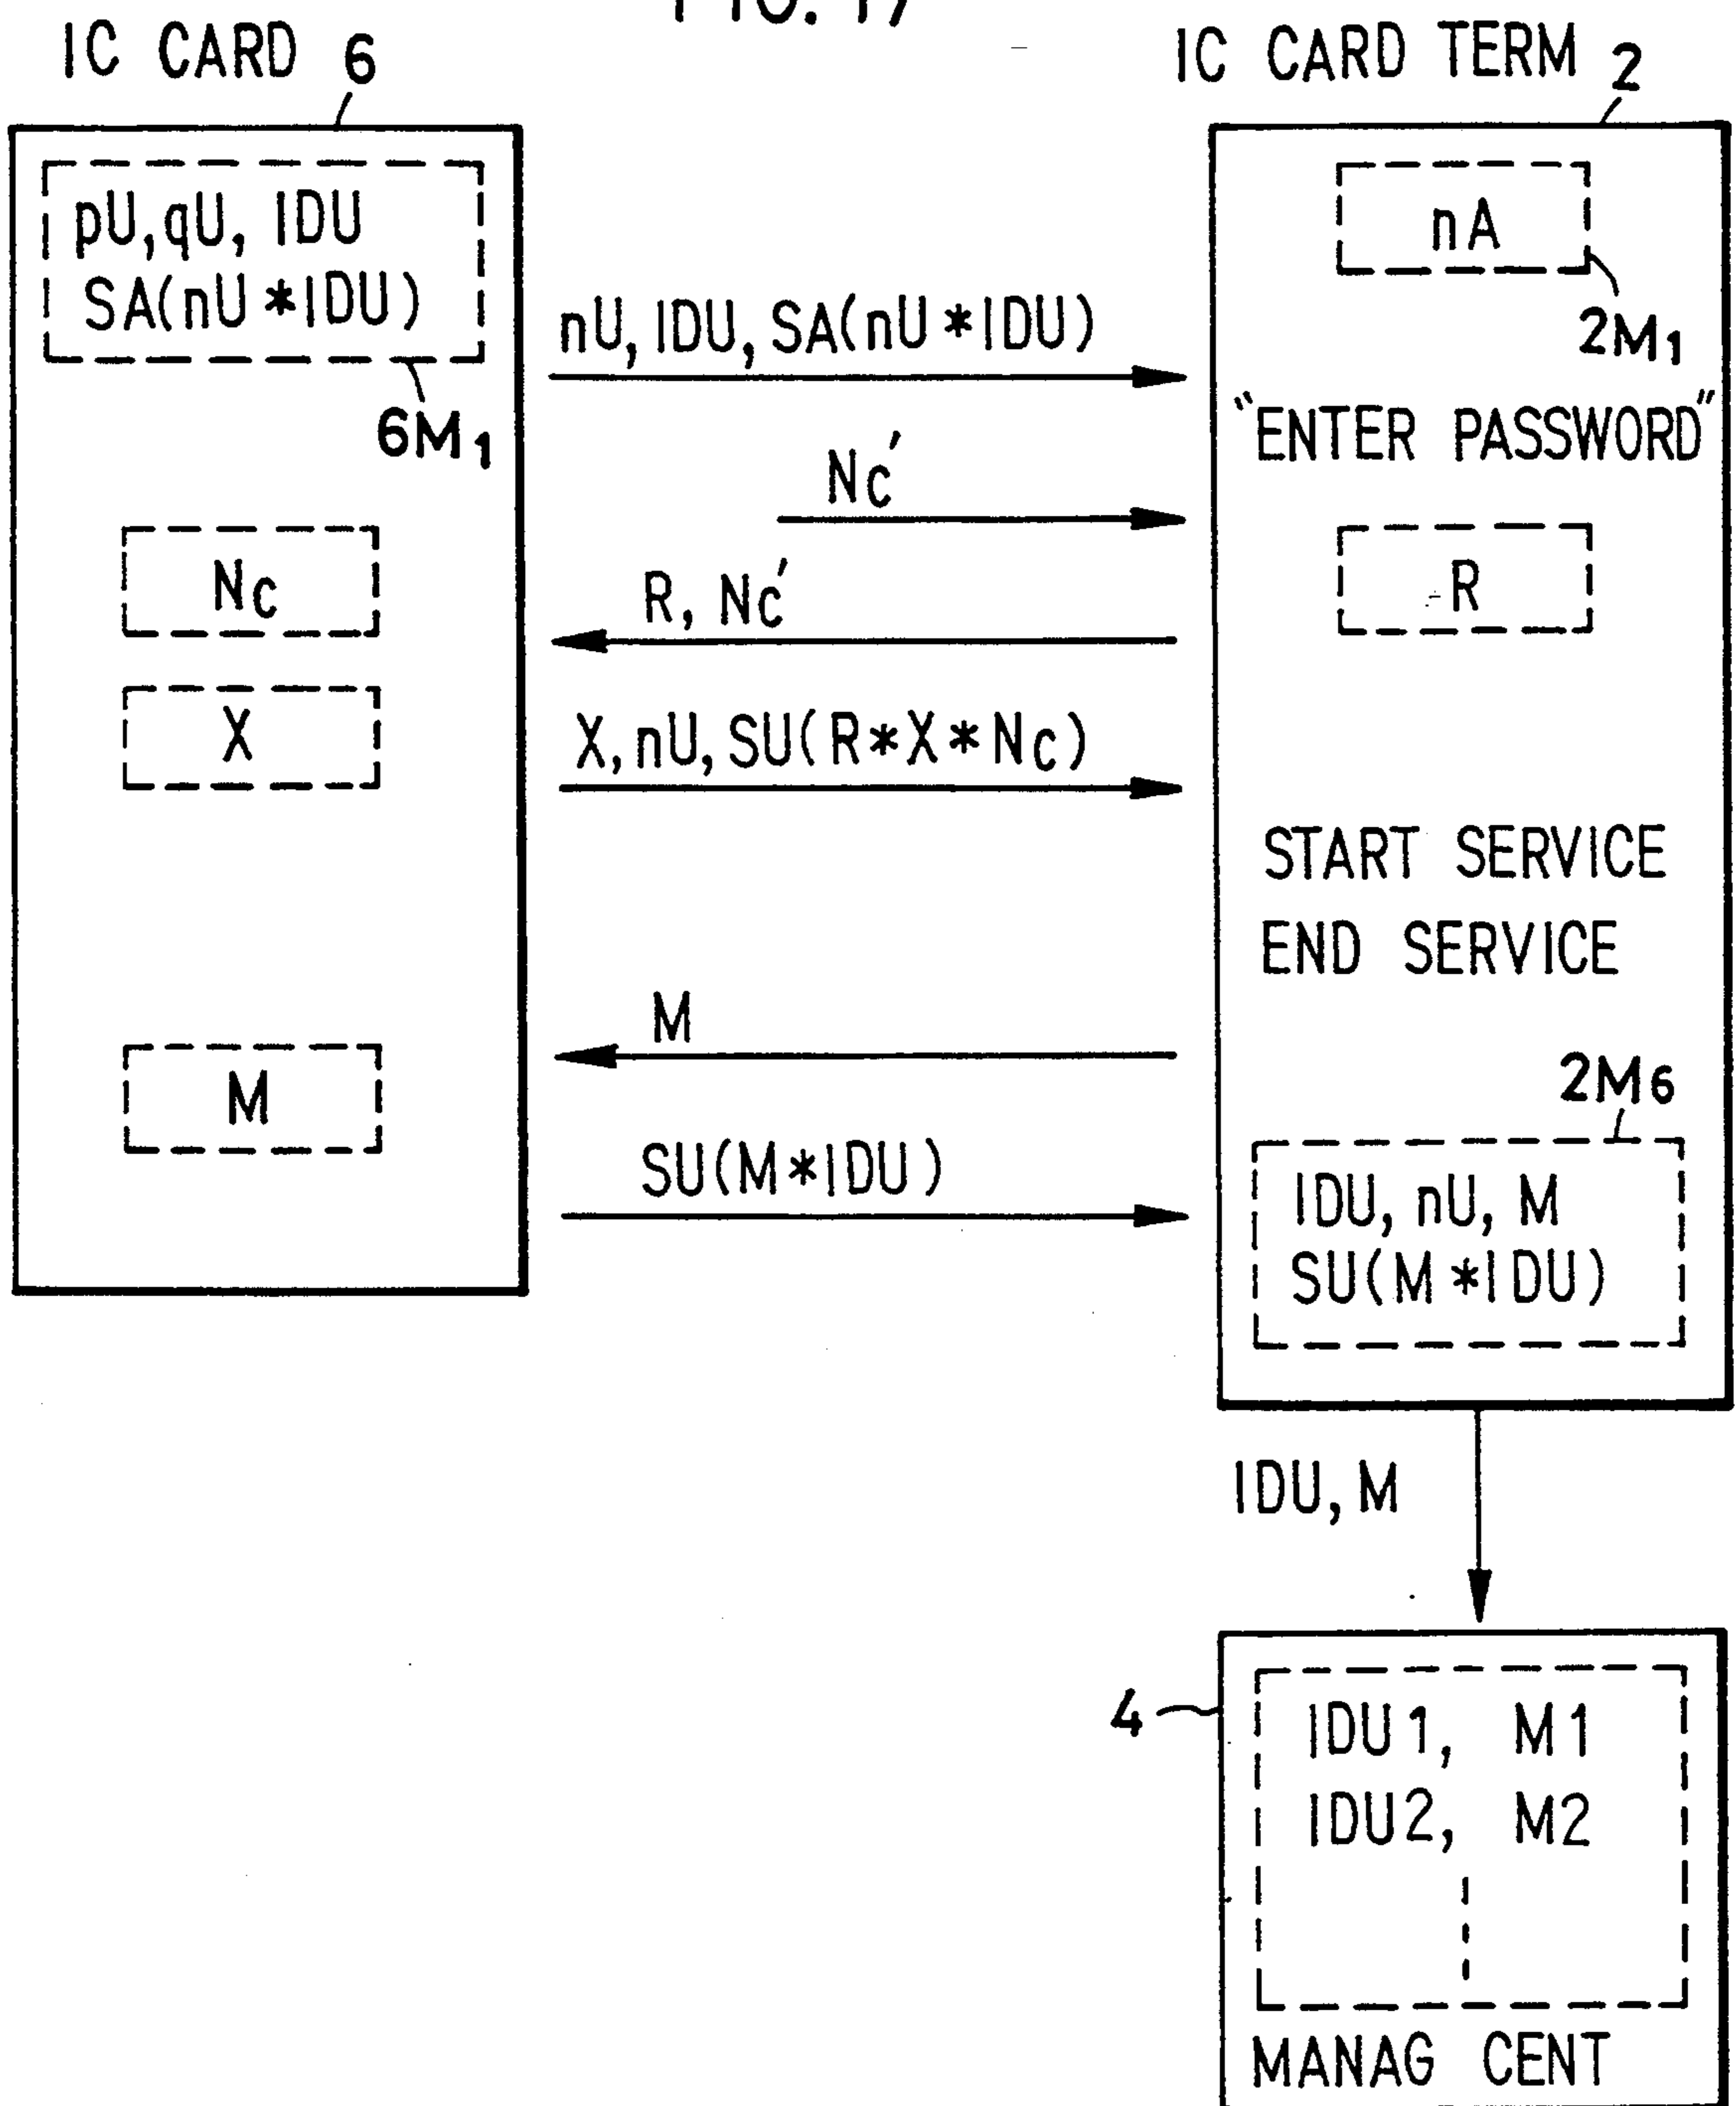 IC CARD 6
IC CARD TERM 2
pU, qU, IDU
SA(nU*IDU)
6M1
nA
2M1
nU, IDU, SA(nU*IDU)
"ENTER PASSWORD"
Nc'
Nc
R
R, Nc'
X
X, nU, SU(R*X*Nc)
START SERVICE
END SERVICE
M
M
2M6
SU(M*IDU)
IDU, nU, M
SU(M*IDU)
IDU, M
4
IDU1, M1
IDU2, M2
MANAG CENT